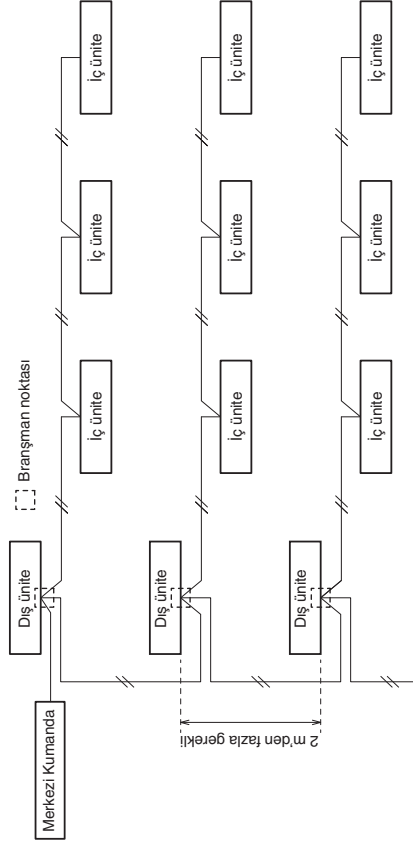 Branşman noktası
Merkezi Kumanda
Dış ünite
İç ünite
İç ünite
İç ünite
Dış ünite
İç ünite
İç ünite
İç ünite
Dış ünite
İç ünite
İç ünite
İç ünite
2 m'den fazla gerekli